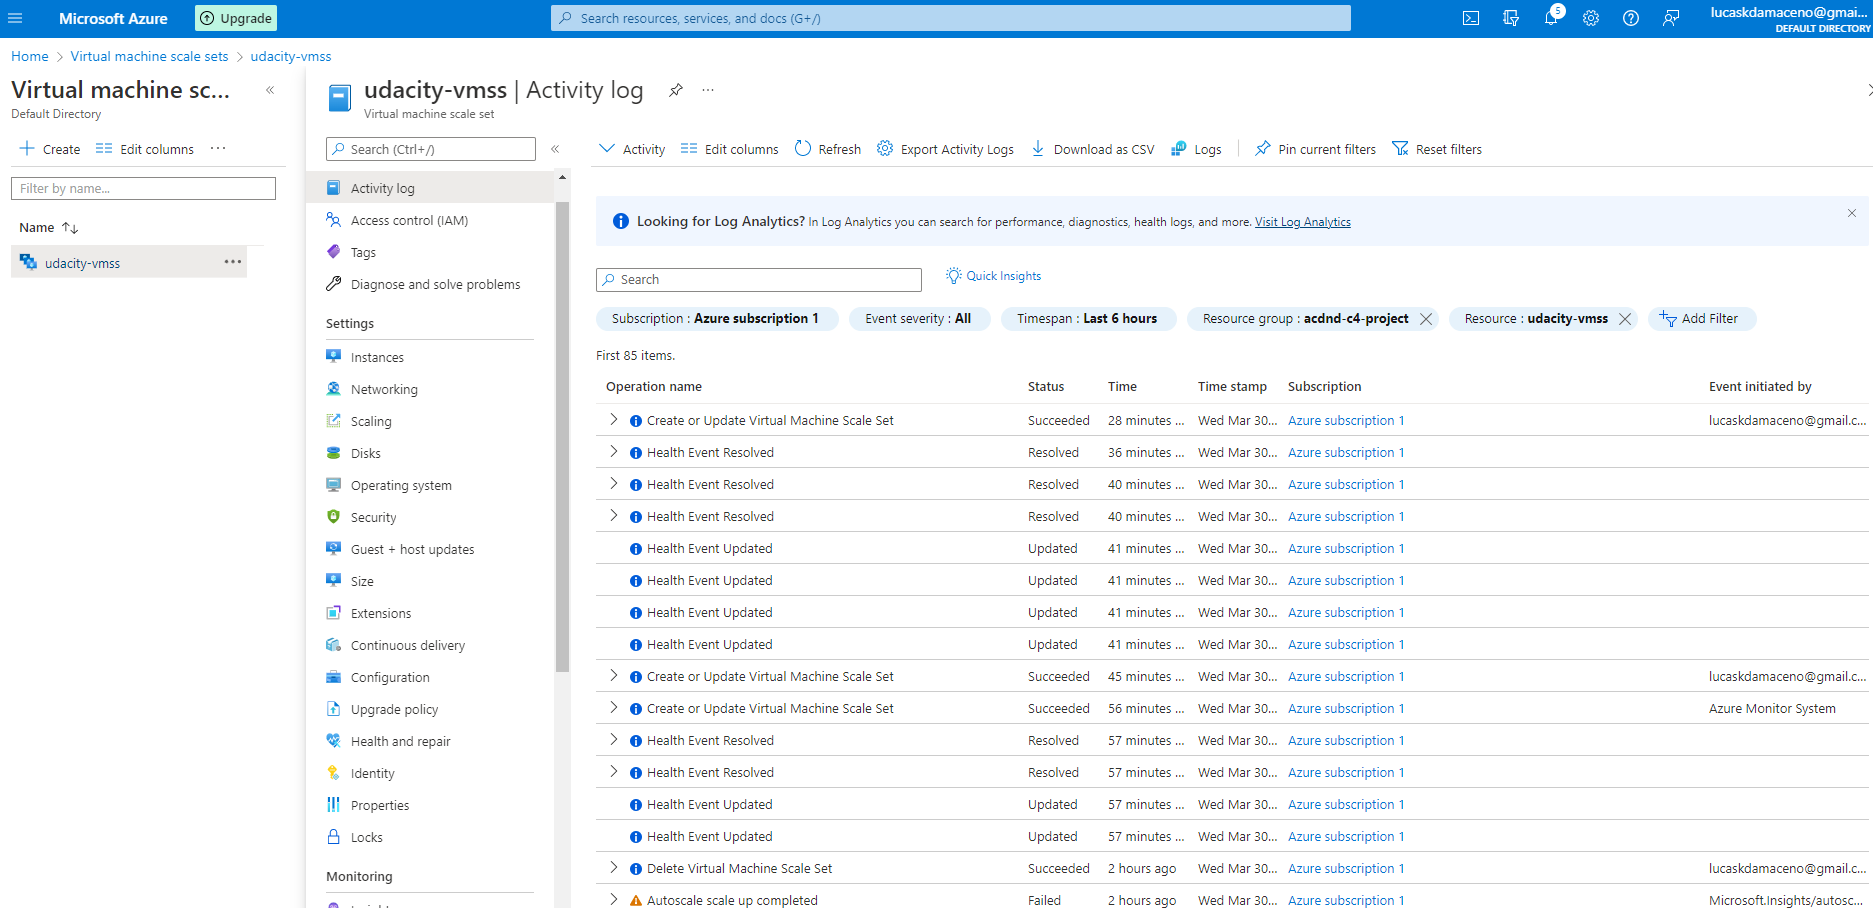 Microsoft Azure
Upgrade
Search resources, services, and docs (G+/)
5
lucaskdamaceno@gmai...
DEFAULT DIRECTORY
Home > Virtual machine scale sets > udacity-vmss
Virtual machine sc...
Default Directory
Create
Edit columns
Filter by name...
Name
udacity-vmss
udacity-vmss | Activity log
Virtual machine scale set
Search (Ctrl+/)
Activity log
Access control (IAM)
Tags
Diagnose and solve problems
Settings
Instances
Networking
Scaling
Disks
Operating system
Security
Guest + host updates
Size
Extensions
Continuous delivery
Configuration
Upgrade policy
Health and repair
Identity
Properties
Locks
Monitoring
Activity
Edit columns
Refresh
Export Activity Logs
Download as CSV
Logs
Pin current filters
Reset filters
Looking for Log Analytics? In Log Analytics you can search for performance, diagnostics, health logs, and more. Visit Log Analytics
Search
Quick Insights
Subscription : Azure subscription 1
Event severity : All
Timespan : Last 6 hours
Resource group : acdnd-c4-project
Resource : udacity-vmss
Add Filter
First 85 items.
Operation name Status Time Time stamp Subscription Event initiated by
Create or Update Virtual Machine Scale Set Succeeded 28 minutes ... Wed Mar 30... Azure subscription 1 lucaskdamaceno@gmail.c...
Health Event Resolved Resolved 36 minutes ... Wed Mar 30... Azure subscription 1
Health Event Resolved Resolved 40 minutes ... Wed Mar 30... Azure subscription 1
Health Event Resolved Resolved 40 minutes ... Wed Mar 30... Azure subscription 1
Health Event Updated Updated 41 minutes ... Wed Mar 30... Azure subscription 1
Health Event Updated Updated 41 minutes ... Wed Mar 30... Azure subscription 1
Health Event Updated Updated 41 minutes ... Wed Mar 30... Azure subscription 1
Health Event Updated Updated 41 minutes ... Wed Mar 30... Azure subscription 1
Create or Update Virtual Machine Scale Set Succeeded 45 minutes ... Wed Mar 30... Azure subscription 1 lucaskdamaceno@gmail.c...
Create or Update Virtual Machine Scale Set Succeeded 56 minutes ... Wed Mar 30... Azure subscription 1 Azure Monitor System
Health Event Resolved Resolved 57 minutes ... Wed Mar 30... Azure subscription 1
Health Event Resolved Resolved 57 minutes ... Wed Mar 30... Azure subscription 1
Health Event Updated Updated 57 minutes ... Wed Mar 30... Azure subscription 1
Health Event Updated Updated 57 minutes ... Wed Mar 30... Azure subscription 1
Delete Virtual Machine Scale Set Succeeded 2 hours ago Wed Mar 30... Azure subscription 1 lucaskdamaceno@gmail.c...
Autoscale scale up completed Failed 2 hours ago Wed Mar 30... Azure subscription 1 Microsoft.Insights/autosc...